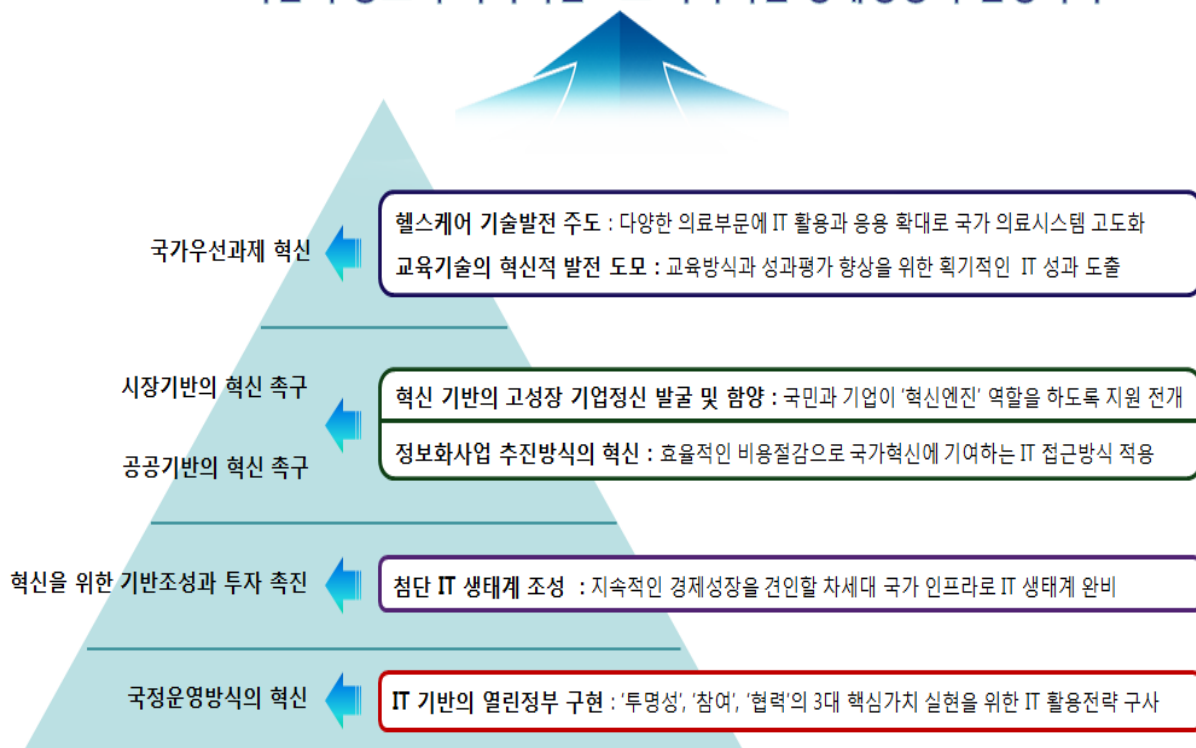 국가우선과제 혁신
헬스케어 기술발전 주도 : 다양한 의료부문에 IT 활용과 응용 확대로 국가 의료시스템 고도화
교육기술의 혁신적 발전 도모 : 교육방식과 성과평가 향상을 위한 획기적인 IT 성과 도출
시장기반의 혁신 촉구
혁신 기반의 고성장 기업정신 발굴 및 함양 : 국민과 기업이 ‘혁신엔진’ 역할을 하도록 지원 전개
공공기반의 혁신 촉구
정보화사업 추진방식의 혁신 : 효율적인 비용절감으로 국가혁신에 기여하는 IT 접근방식 적용
혁신을 위한 기반조성과 투자 촉진
첨단 IT 생태계 조성 : 지속적인 경제성장을 견인할 차세대 국가 인프라로 IT 생태계 완비
국정운영방식의 혁신
IT 기반의 열린정부 구현 : ‘투명성’, ‘참여’, ‘협력’의 3대 핵심가치 실현을 위한 IT 활용전략 구사